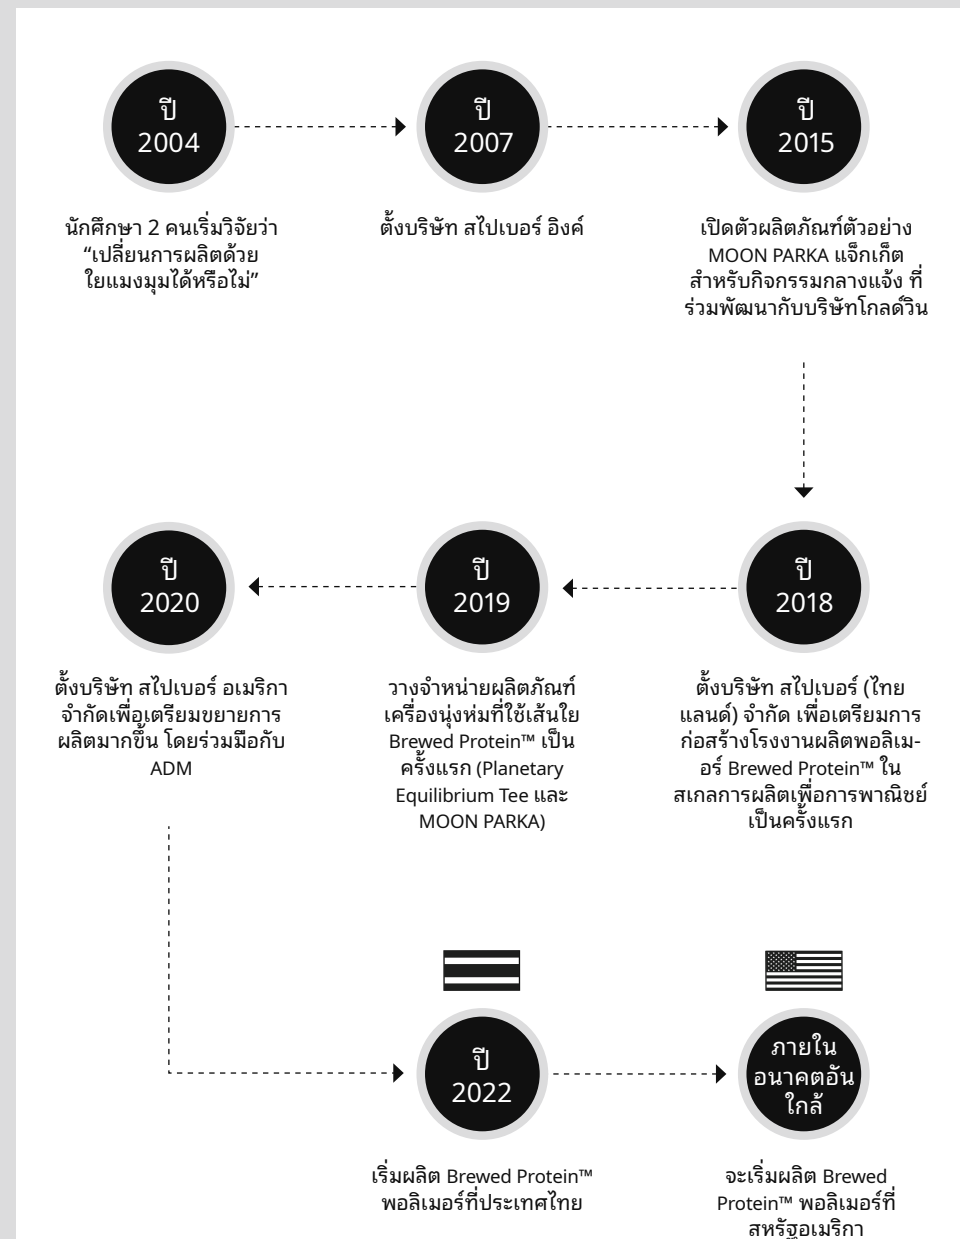 ปี
2004
นักศึกษา 2 คนเริ่มวิจัยว่า
“เปลี่ยนการผลิตด้วย
ใยแมงมุมได้หรือไม่”
ปี
2007
ตั้งบริษัท สไปเบอร์ อิงค์
ปี
2015
เปิดตัวผลิตภัณฑ์ตัวอย่าง
MOON PARKA แจ็กเก็ต
สำหรับกิจกรรมกลางแจ้ง ที่
ร่วมพัฒนากับบริษัทโกลด์วิน
ปี
2018
ตั้งบริษัท สไปเบอร์ (ไทย
แลนด์) จำกัด เพื่อเตรียมการ
ก่อสร้างโรงงานผลิตพอลิเม-
อร์ Brewed Protein™ ใน
สเกลการผลิตเพื่อการพาณิชย์
เป็นครั้งแรก
ปี
2019
วางจำหน่ายผลิตภัณฑ์
เครื่องนุ่งห่มที่ใช้เส้นใย
Brewed Protein™ เป็น
ครั้งแรก (Planetary
Equilibrium Tee และ
MOON PARKA)
ปี
2020
ตั้งบริษัท สไปเบอร์ อเมริกา
จำกัดเพื่อเตรียมขยายการ
ผลิตมากขึ้น โดยร่วมมือกับ
ADM
ปี
2022
เริ่มผลิต Brewed Protein™
พอลิเมอร์ที่ประเทศไทย
ภายใน
อนาคตอัน
ใกล้
จะเริ่มผลิต Brewed
Protein™ พอลิเมอร์ที่
สหรัฐอเมริกา